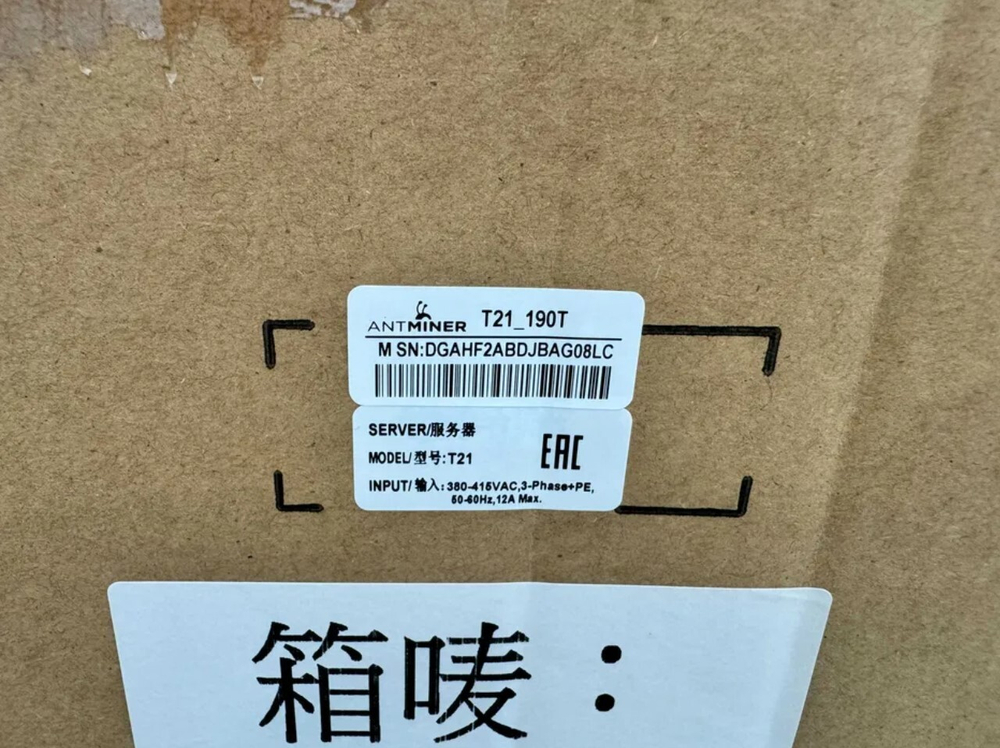 ANTMINER T21_190T
M SN:DGAHF2ABDJBAG08LC
SERVER/服务器
MODEL/型号:T21
EAC
INPUT/输入:380-415VAC,3-Phase+PE,
50-60Hz,12A Max.
箱唛: